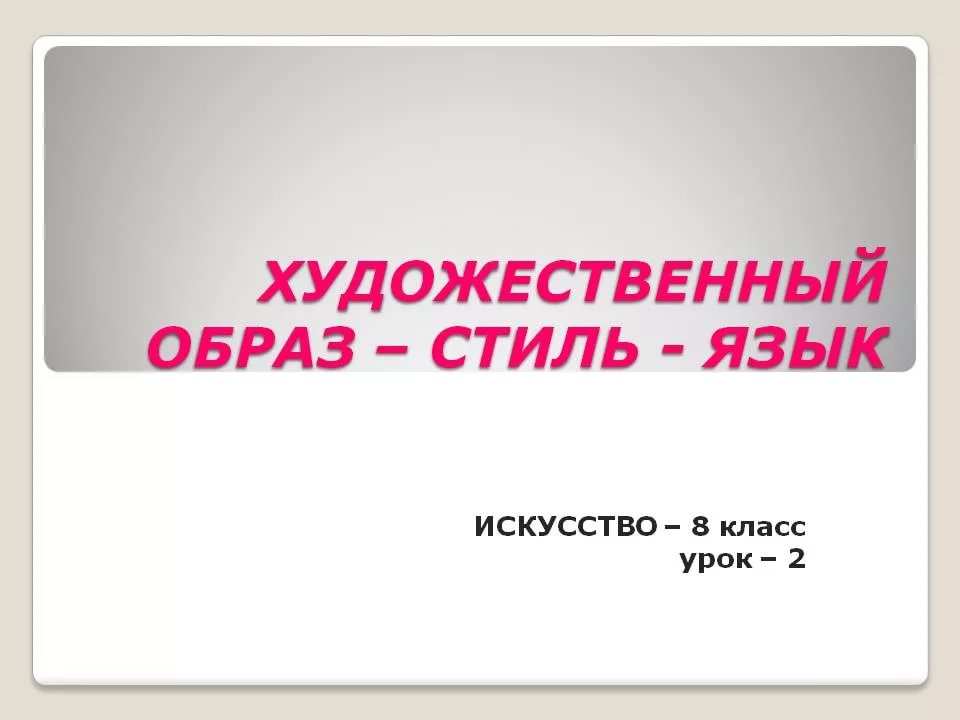 ХУДОЖЕСТВЕННЫЙ
ОБРАЗ – СТИЛЬ - ЯЗЫК
ИСКУССТВО – 8 класс
урок – 2